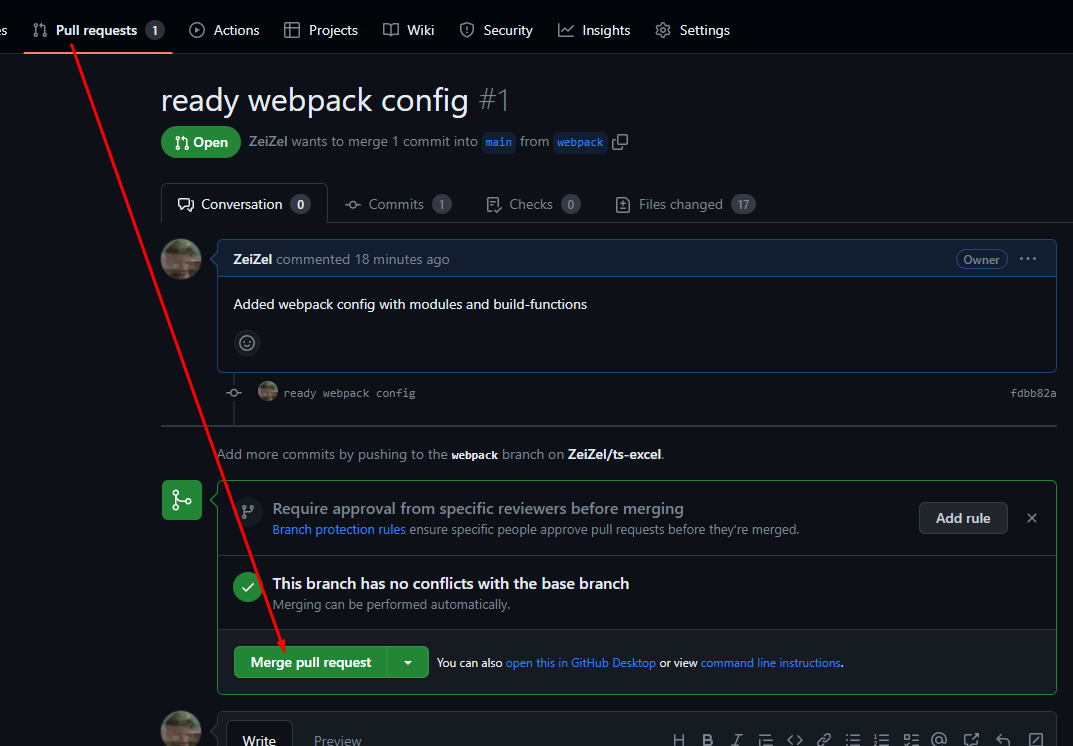 es Pull requests 1 Actions Projects Wiki Security Insights Settings
ready webpack config #1
Open ZeiZel wants to merge 1 commit into main from webpack
Conversation 0 Commits 1 Checks 0 Files changed 17
ZeiZel commented 18 minutes ago Owner
Added webpack config with modules and build-functions
ready webpack config fdbb82a
Add more commits by pushing to the webpack branch on ZeiZel/ts-excel.
Require approval from specific reviewers before merging
Branch protection rules ensure specific people approve pull requests before they're merged.
Add rule
This branch has no conflicts with the base branch
Merging can be performed automatically.
Merge pull request You can also open this in GitHub Desktop or view command line instructions.
Write Preview